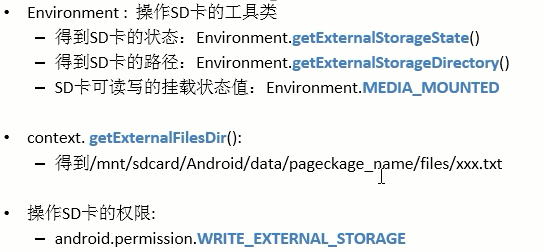 • Environment : 操作SD卡的工具类
– 得到SD卡的状态：Environment.getExternalStorageState()
– 得到SD卡的路径：Environment.getExternalStorageDirectory()
– SD卡可读写的挂载状态值：Environment.MEDIA_MOUNTED
• context. getExternalFilesDir():
– 得到/mnt/sdcard/Android/data/pageckage_name/files/xxx.txt
• 操作SD卡的权限:
– android.permission.WRITE_EXTERNAL_STORAGE